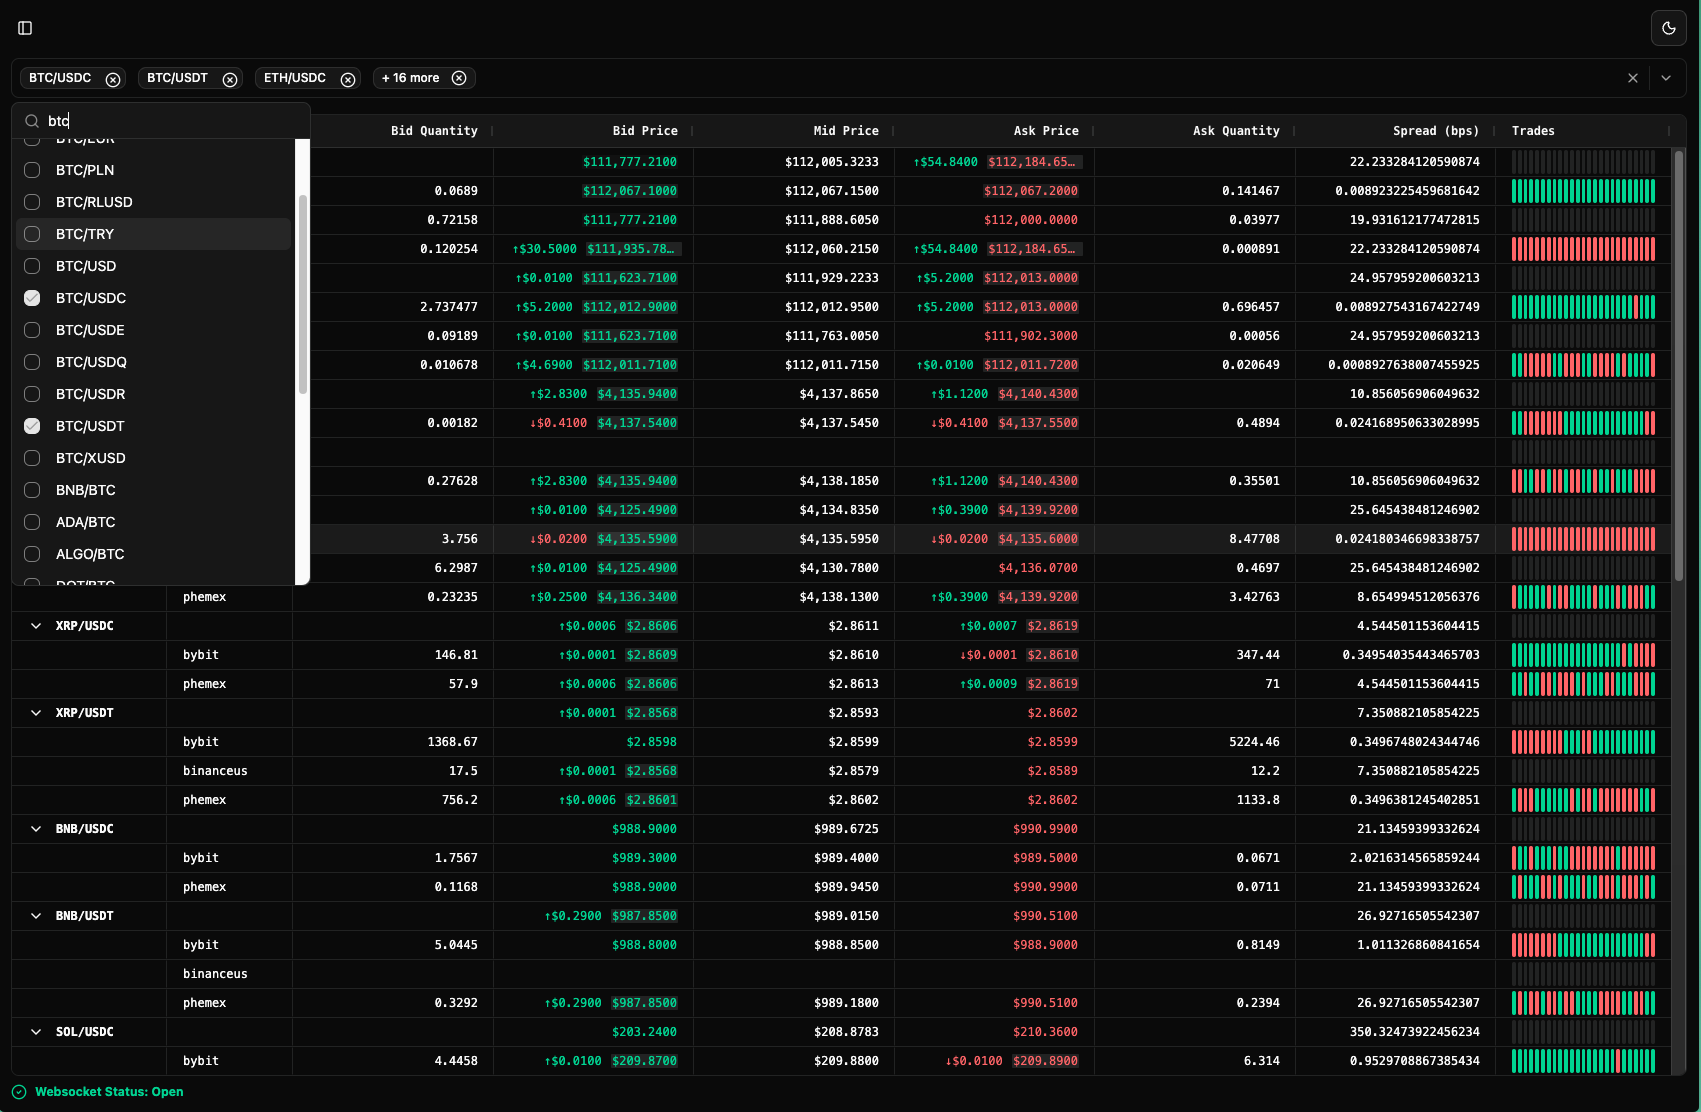 BTC/USDC BTC/USDT ETH/USDC + 16 more
btc
Bid Quantity Bid Price Mid Price Ask Price Ask Quantity Spread (bps) Trades
BTC/EUR
BTC/PLN
BTC/RLUSD
BTC/TRY
BTC/USD
BTC/USDC
BTC/USDE
BTC/USDQ
BTC/USDR
BTC/USDT
BTC/XUSD
BNB/BTC
ADA/BTC
ALGO/BTC
DOT/BTC
$111,777.2100 $112,005.3233 ↑$54.8400 $112,184.65… 22.233284120590874
0.0689 $112,067.1000 $112,067.1500 $112,067.2000 0.141467 0.008923225459681642
0.72158 $111,777.2100 $111,888.6050 $112,000.0000 0.03977 19.931612177472815
0.120254 ↑$30.5000 $111,935.78… $112,060.2150 ↑$54.8400 $112,184.65… 0.000891 22.233284120590874
↑$0.0100 $111,623.7100 $111,929.2233 ↑$5.2000 $112,013.0000 24.957959200603213
2.737477 ↑$5.2000 $112,012.9000 $112,012.9500 ↑$5.2000 $112,013.0000 0.696457 0.008927543167422749
0.09189 ↑$0.0100 $111,623.7100 $111,763.0050 $111,902.3000 0.00056 24.957959200603213
0.010678 ↑$4.6900 $112,011.7100 $112,011.7150 ↑$0.0100 $112,011.7200 0.020649 0.0008927638007455925
↑$2.8300 $4,135.9400 $4,137.8650 ↑$1.1200 $4,140.4300 10.856056906049632
0.00182 ↓$0.4100 $4,137.5400 $4,137.5450 ↓$0.4100 $4,137.5500 0.4894 0.024168950633028995
0.27628 ↑$2.8300 $4,135.9400 $4,138.1850 ↑$1.1200 $4,140.4300 0.35501 10.856056906049632
↑$0.0100 $4,125.4900 $4,134.8350 ↑$0.3900 $4,139.9200 25.645438481246902
3.756 ↓$0.0200 $4,135.5900 $4,135.5950 ↓$0.0200 $4,135.6000 8.47708 0.024180346698338757
6.2987 ↑$0.0100 $4,125.4900 $4,130.7800 $4,136.0700 0.4697 25.645438481246902
phemex 0.23235 ↑$0.2500 $4,136.3400 $4,138.1300 ↑$0.3900 $4,139.9200 3.42763 8.654994512056376
XRP/USDC ↑$0.0006 $2.8606 $2.8611 ↑$0.0007 $2.8619 4.544501153604415
bybit 146.81 ↑$0.0001 $2.8609 $2.8610 ↓$0.0001 $2.8610 347.44 0.34954035443465703
phemex 57.9 ↑$0.0006 $2.8606 $2.8613 ↑$0.0009 $2.8619 71 4.544501153604415
XRP/USDT ↑$0.0001 $2.8568 $2.8593 $2.8602 7.350882105854225
bybit 1368.67 $2.8598 $2.8599 $2.8599 5224.46 0.3496748024344746
binanceus 17.5 ↑$0.0001 $2.8568 $2.8579 $2.8589 12.2 7.350882105854225
phemex 756.2 ↑$0.0006 $2.8601 $2.8602 $2.8602 1133.8 0.3496381245402851
BNB/USDC $988.9000 $989.6725 $990.9900 21.13459399332624
bybit 1.7567 $989.3000 $989.4000 $989.5000 0.0671 2.0216314565859244
phemex 0.1168 $988.9000 $989.9450 $990.9900 0.0711 21.13459399332624
BNB/USDT ↑$0.2900 $987.8500 $989.0150 $990.5100 26.92716505542307
bybit 5.0445 $988.8000 $988.8500 $988.9000 0.8149 1.011326860841654
binanceus
phemex 0.3292 ↑$0.2900 $987.8500 $989.1800 $990.5100 0.2394 26.92716505542307
SOL/USDC $203.2400 $208.8783 $210.3600 350.32473922456234
bybit 4.4458 ↑$0.0100 $209.8700 $209.8800 ↓$0.0100 $209.8900 6.314 0.9529708867385434
Websocket Status: Open